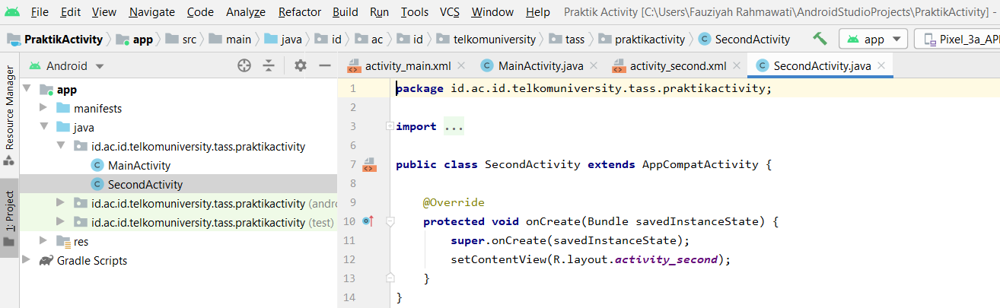 File Edit View Navigate Code Analyze Refactor Build Run Tools VCS Window Help Praktik Activity [C:\Users\Fauziyah Rahmawati\AndroidStudioProjects\PraktikActivity] -
PraktikActivity app src main java id ac id telkomuniversity tass praktikactivity SecondActivity app Pixel_3a_API
Android
activity_main.xml MainActivity.java activity_second.xml SecondActivity.java
Resource Manager
1: Project
app
manifests
java
id.ac.id.telkomuniversity.tass.praktikactivity
MainActivity
SecondActivity
id.ac.id.telkomuniversity.tass.praktikactivity (andro
id.ac.id.telkomuniversity.tass.praktikactivity (test)
res
Gradle Scripts
1 package id.ac.id.telkomuniversity.tass.praktikactivity;
2
3 import ...
6
7 public class SecondActivity extends AppCompatActivity {
8
9 @Override
10 protected void onCreate(Bundle savedInstanceState) {
11 super.onCreate(savedInstanceState);
12 setContentView(R.layout.activity_second);
13 }
14 }